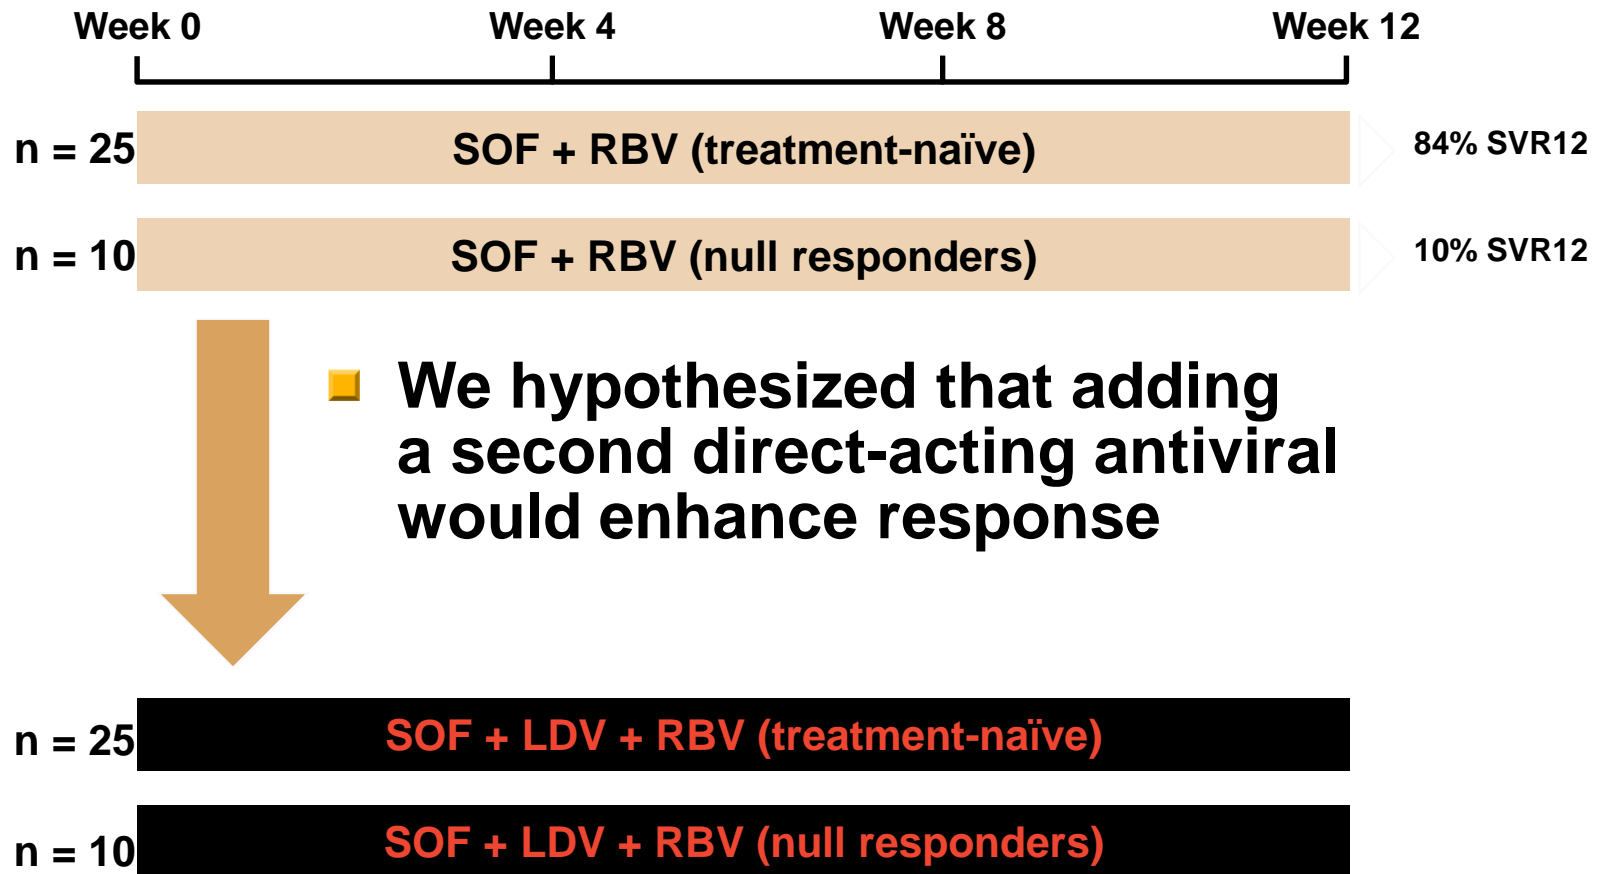 Week 0 Week 4 Week 8 Week 12
n = 25 SOF + RBV (treatment-naïve) 84% SVR12
n = 10 SOF + RBV (null responders) 10% SVR12
We hypothesized that adding
a second direct-acting antiviral
would enhance response
n = 25 SOF + LDV + RBV (treatment-naïve)
n = 10 SOF + LDV + RBV (null responders)